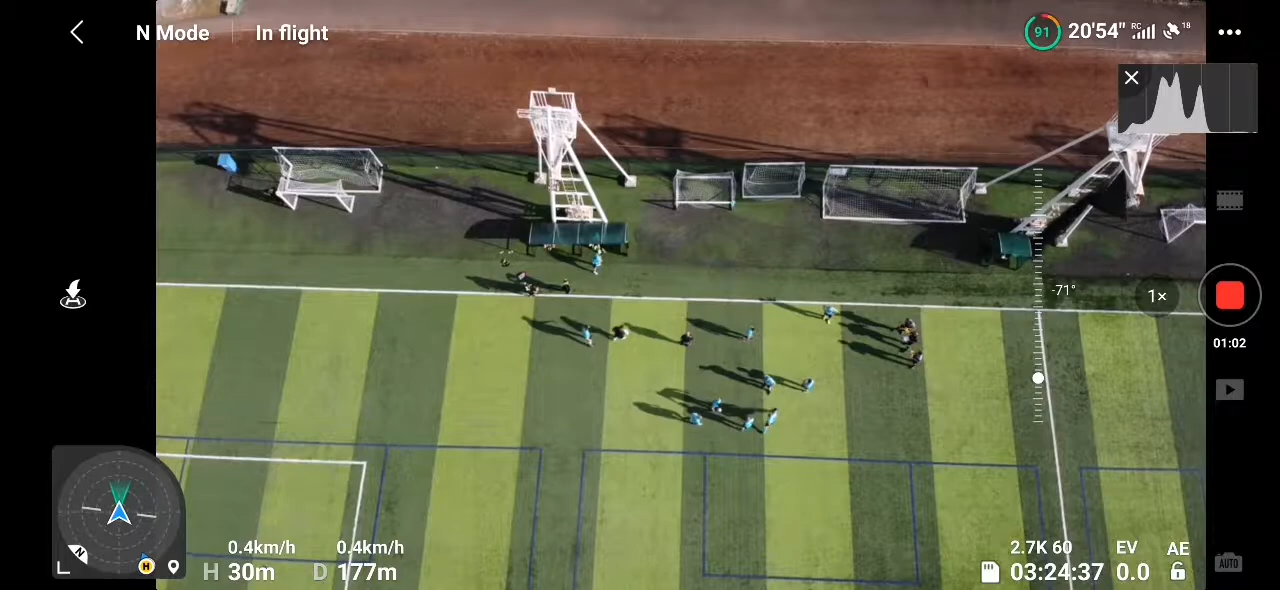 N Mode In flight 91 20'54" RC 18
-71°
1×
01:02
N
H
0.4km/h 0.4km/h
H 30m D 177m
2.7K 60 EV AE
03:24:37 0.0
AUTO